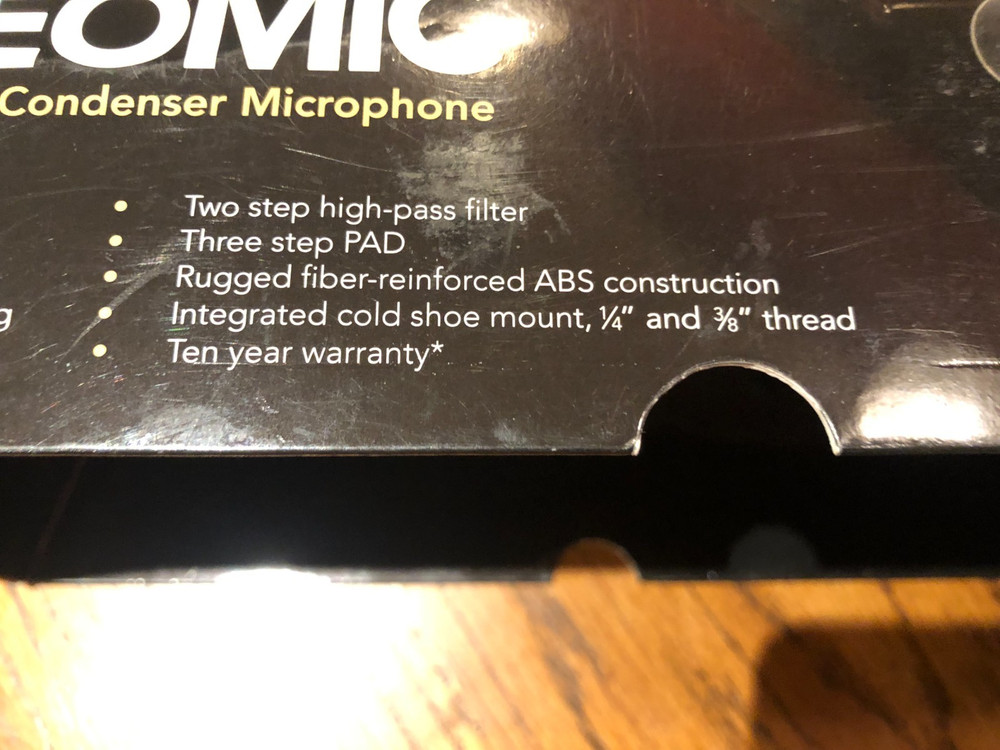 EOMIC
Condenser Microphone
• Two step high-pass filter
• Three step PAD
• Rugged fiber-reinforced ABS construction
g • Integrated cold shoe mount, ¼” and ⅜” thread
• Ten year warranty*